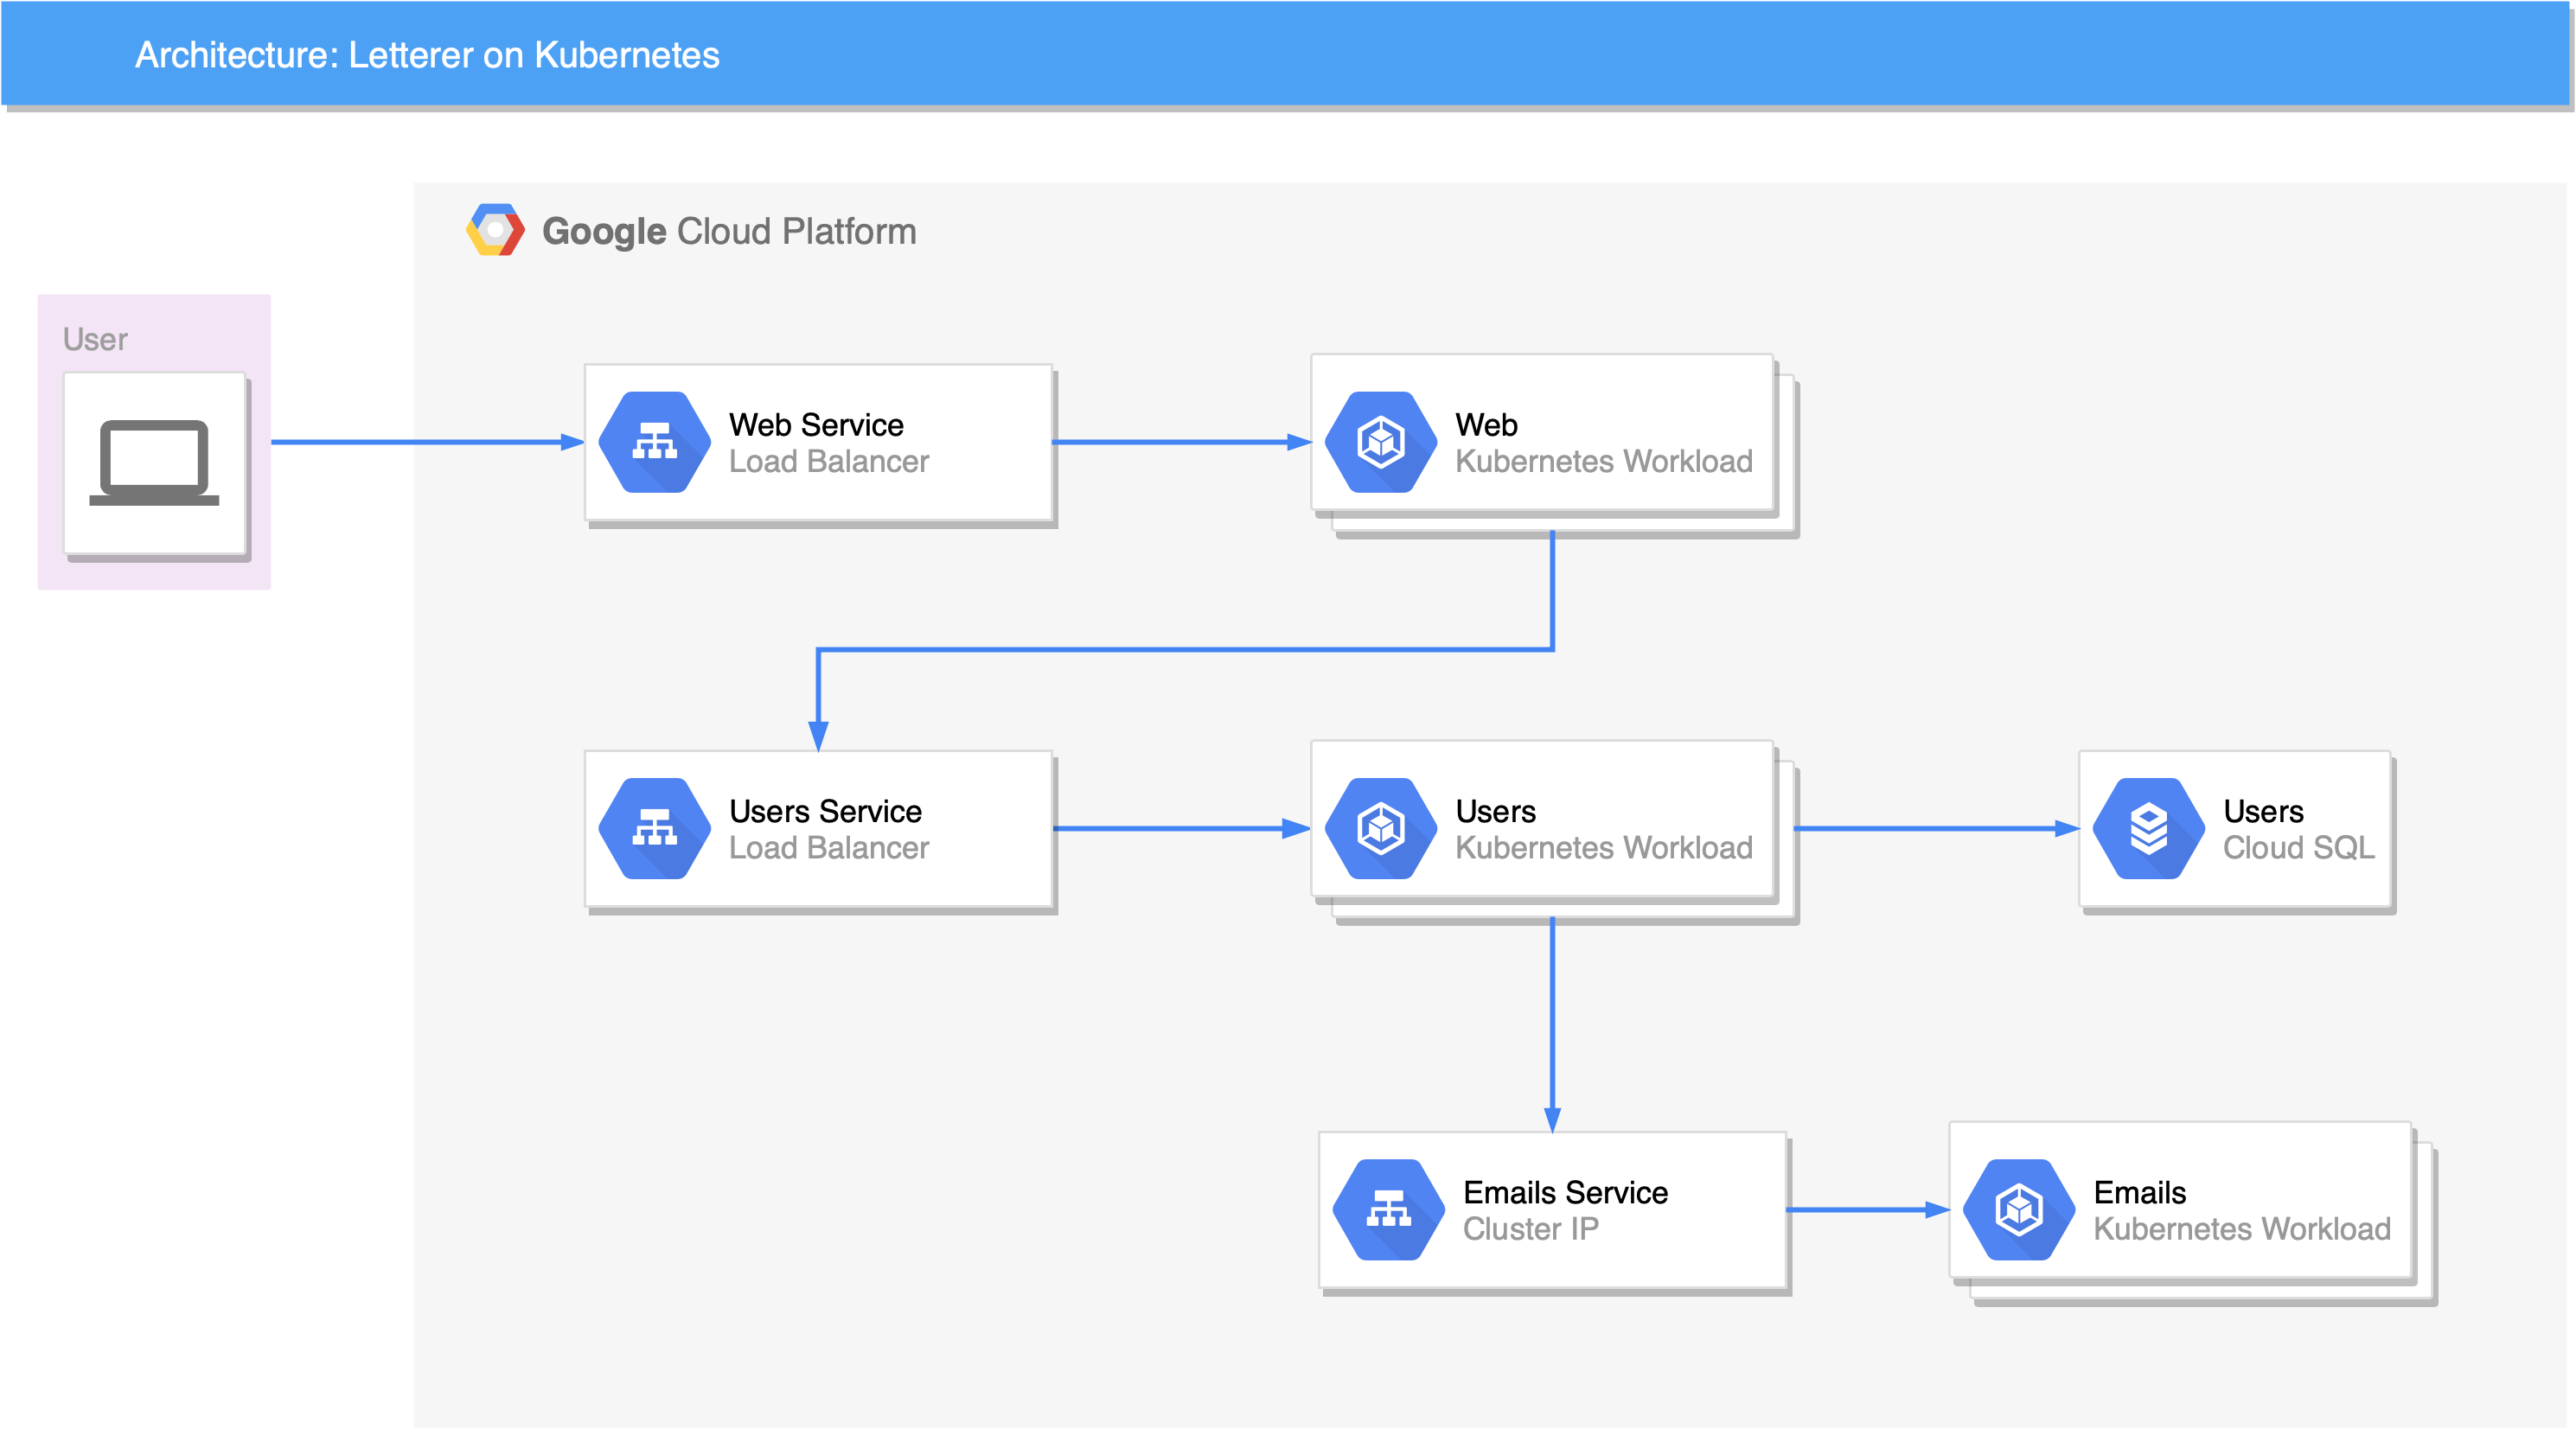 Architecture: Letterer on Kubernetes
Google Cloud Platform
User
Web Service
Load Balancer
Web
Kubernetes Workload
Users Service
Load Balancer
Users
Kubernetes Workload
Users
Cloud SQL
Emails Service
Cluster IP
Emails
Kubernetes Workload